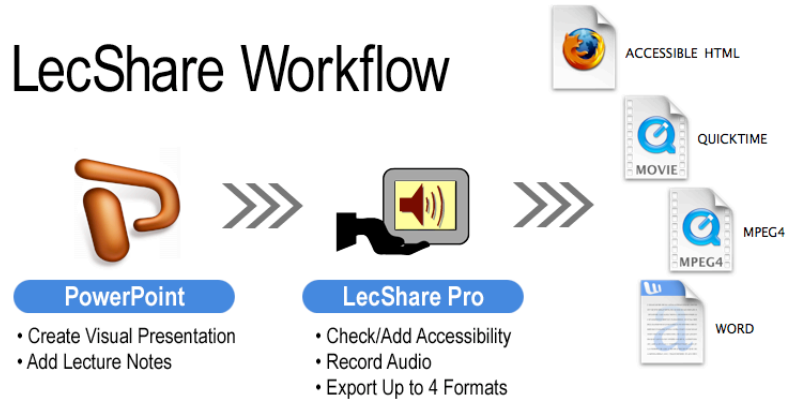 LecShare Workflow
PowerPoint
• Create Visual Presentation
• Add Lecture Notes
LecShare Pro
• Check/Add Accessibility
• Record Audio
• Export Up to 4 Formats
ACCESSIBLE HTML
MOVIE
QUICKTIME
MPEG4
MPEG4
W
a
WORD